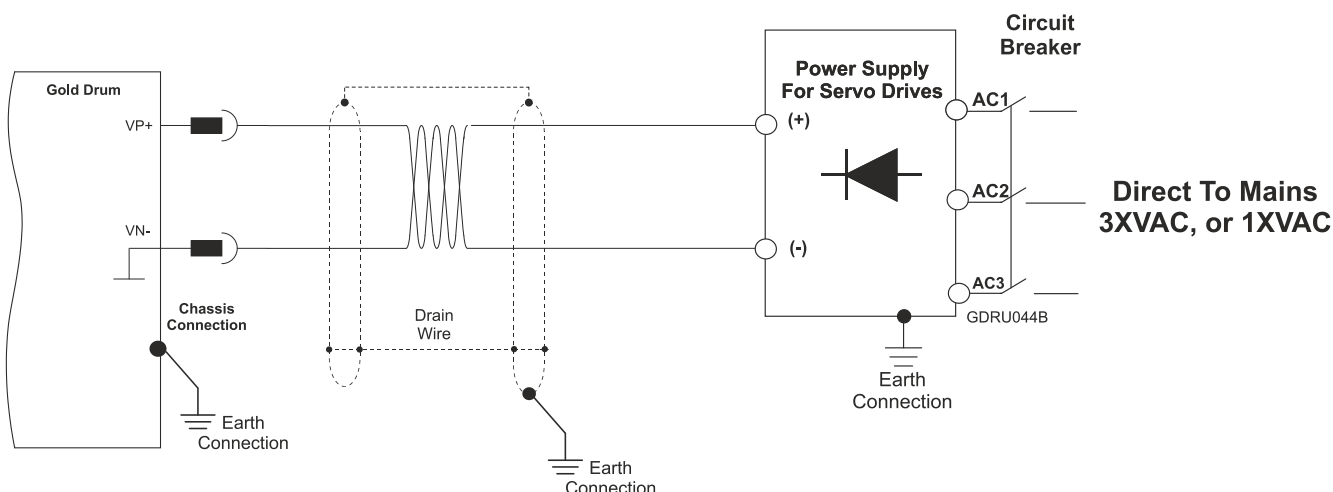 Circuit
Breaker
Gold Drum
Power Supply
For Servo Drives
AC1
VP+
(+)
AC2
Direct To Mains
3XVAC, or 1XVAC
VN-
(-)
AC3
Chassis
Connection
Drain
Wire
GDRU044B
Earth
Connection
Earth
Connection
Earth
Connection